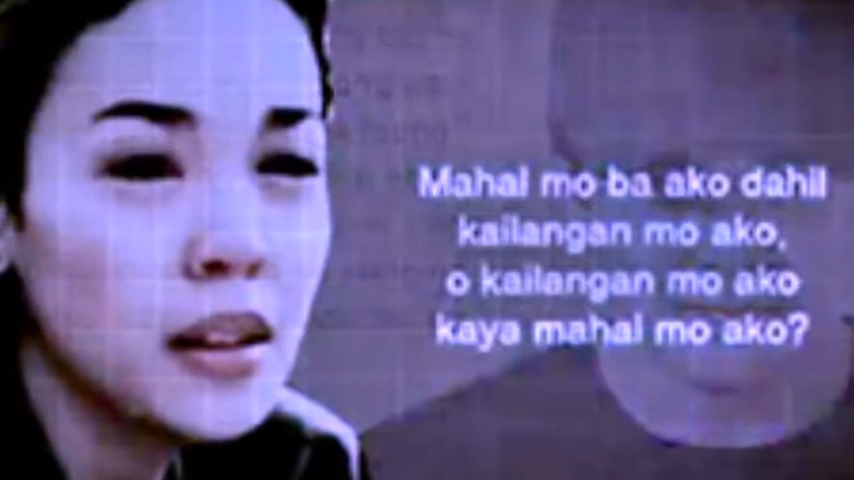 Mahal mo ba ako dahil
kailangan mo ako,
o kailangan mo ako
kaya mahal mo ako?